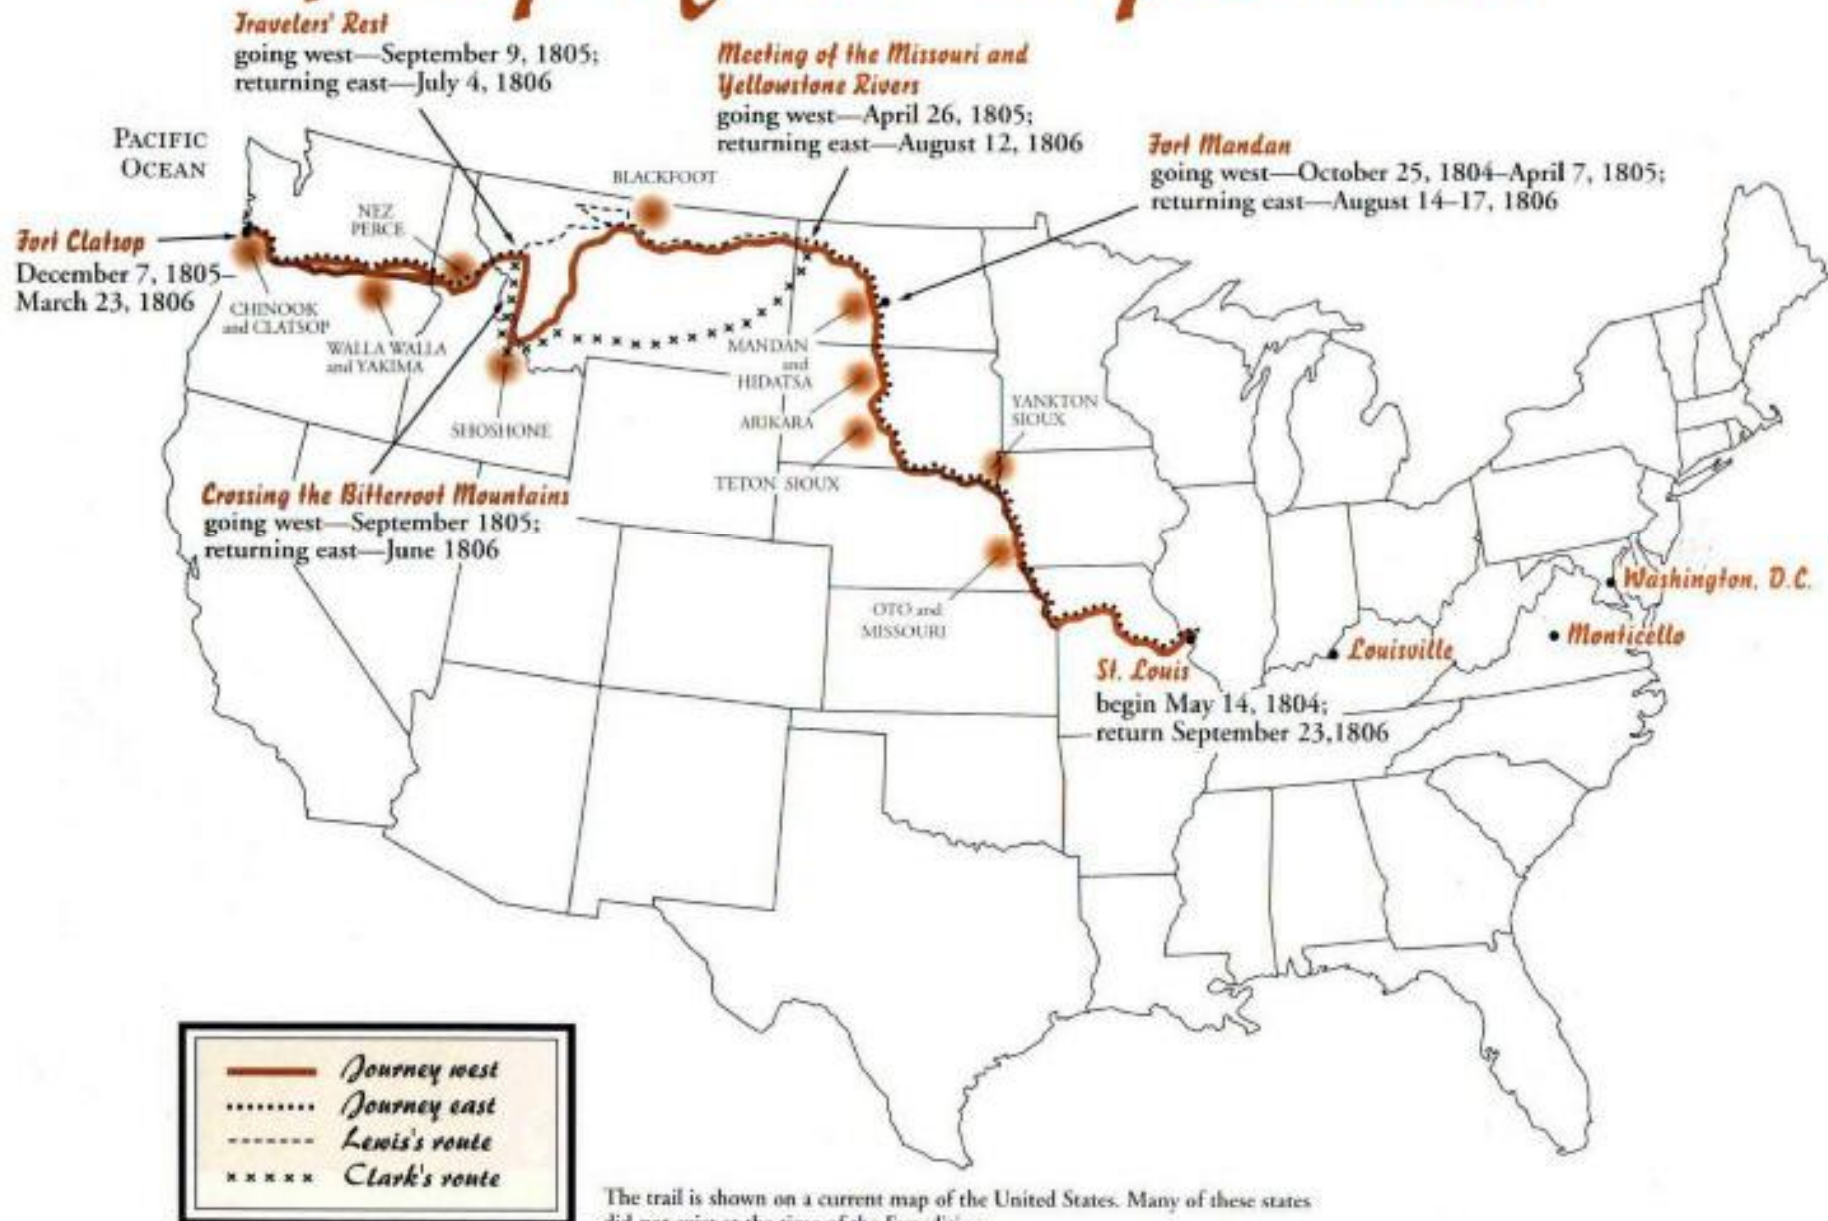 Travelers' Rest
going west—September 9, 1805;
returning east—July 4, 1806
Meeting of the Missouri and
Yellowstone Rivers
going west—April 26, 1805;
returning east—August 12, 1806
Fort Mandan
going west—October 25, 1804–April 7, 1805;
returning east—August 14–17, 1806
PACIFIC
OCEAN
BLACKFOOT
NEZ
PERCE
Fort Clatsop
December 7, 1805–
March 23, 1806
CHINOOK
and CLATSOP
WALLA WALLA
and YAKIMA
SHOSHONE
MANDAN
and
HIDATSA
ARIKARA
TETON SIOUX
YANKTON
SIOUX
Crossing the Bitterroot Mountains
going west—September 1805;
returning east—June 1806
OTO and
MISSOURI
Washington, D.C.
Monticello
Louisville
St. Louis
begin May 14, 1804;
return September 23,1806
Journey west
Journey east
Lewis's route
Clark's route
The trail is shown on a current map of the United States. Many of these states